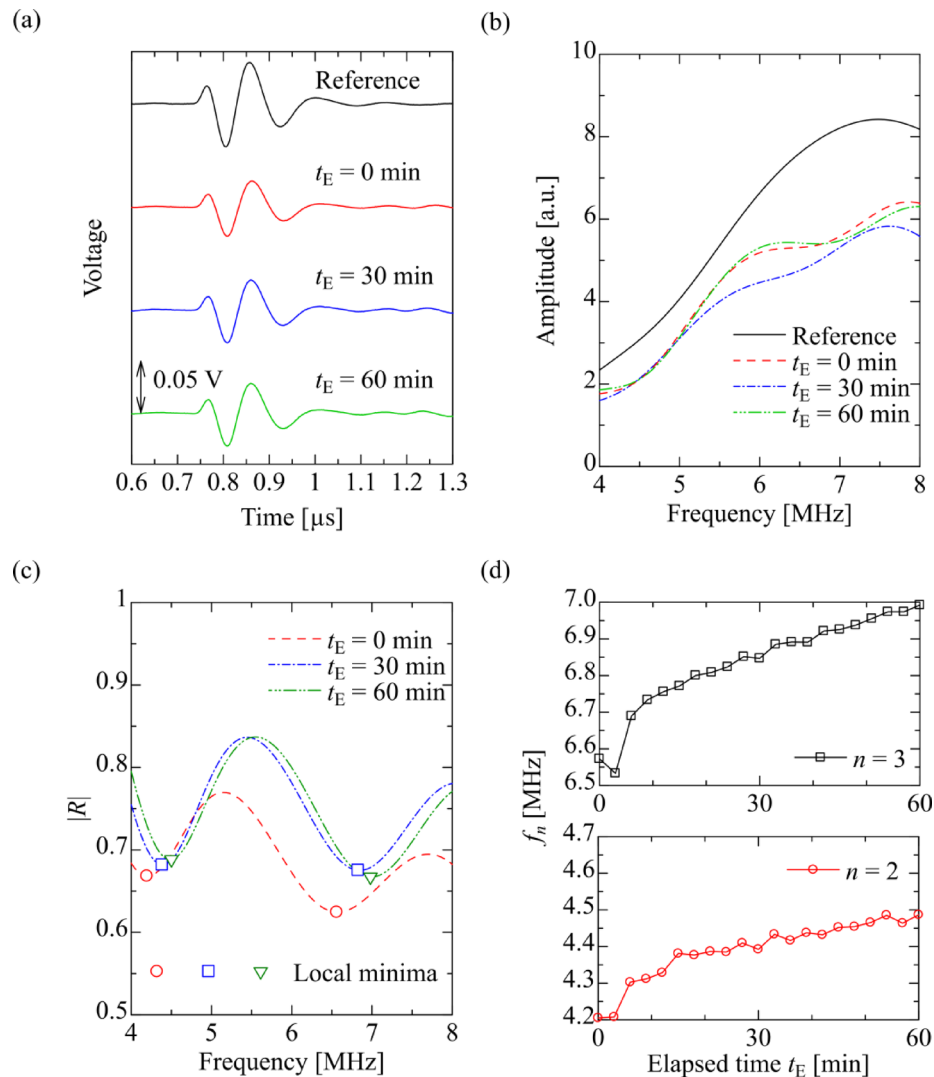 (a)
Reference
tE = 0 min
tE = 30 min
tE = 60 min
0.05 V
Voltage
0.6 0.7 0.8 0.9 1 1.1 1.2 1.3
Time [μs]
(b)
10
8
6
4
2
0
Amplitude [a.u.]
Reference
tE = 0 min
tE = 30 min
tE = 60 min
4 5 6 7 8
Frequency [MHz]
(c)
1
0.9
0.8
0.7
0.6
0.5
|R|
tE = 0 min
tE = 30 min
tE = 60 min
Local minima
4 5 6 7 8
Frequency [MHz]
(d)
7.0
6.9
6.8
6.7
6.6
6.5
n = 3
0 30 60
fn [MHz]
4.7
4.6
4.5
4.4
4.3
4.2
n = 2
0 30 60
Elapsed time tE [min]